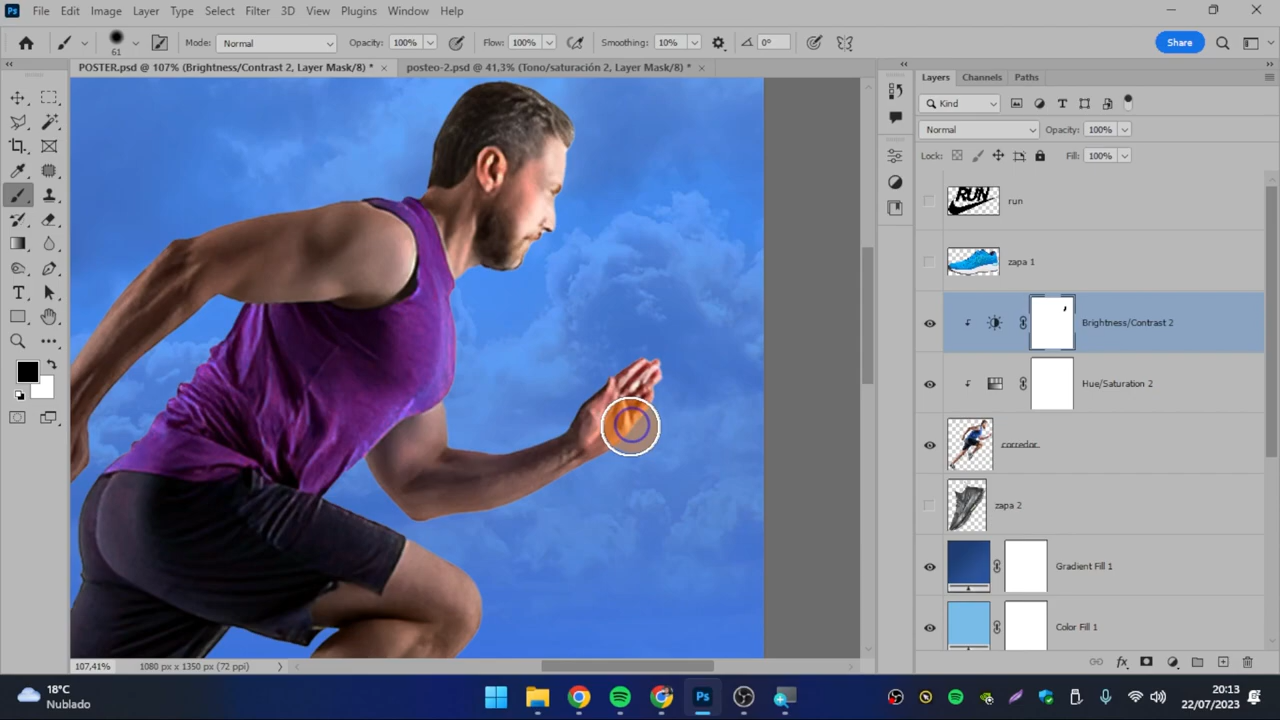 Ps File Edit Image Layer Type Select Filter 3D View Plugins Window Help
61 Mode: Normal Opacity: 100% Flow: 100% Smoothing: 10% 0° Share
POSTER.psd @ 107% (Brightness/Contrast 2, Layer Mask/8) * × posteo-2.psd @ 41,3% (Tono/saturación 2, Layer Mask/8) * ×
Layers Channels Paths
Kind
Normal Opacity: 100%
Lock: Fill: 100%
RUN run
zapa 1
Brightness/Contrast 2
Hue/Saturation 2
corredor
zapa 2
Gradient Fill 1
Color Fill 1
107,41% 1080 px x 1350 px (72 ppi)
18°C
Nublado
Ps
20:13
22/07/2023